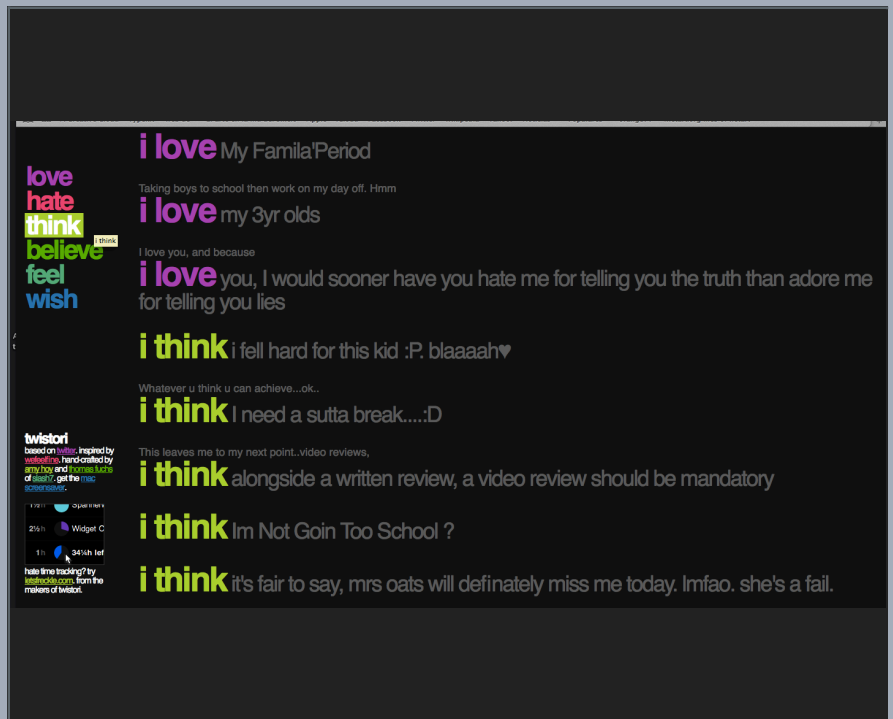 i love My Famila'Period
love
hate
think
believe
feel
wish
i think
Taking boys to school then work on my day off. Hmm
i love my 3yr olds
I love you, and because
i love you, I would sooner have you hate me for telling you the truth than adore me
for telling you lies
i think i fell hard for this kid :P. blaaaah♥
Whatever u think u can achieve...ok..
i think I need a sutta break....:D
This leaves me to my next point..video reviews,
i think alongside a written review, a video review should be mandatory
i think Im Not Goin Too School ?
i think it's fair to say, mrs oats will definately miss me today. lmfao. she's a fail.
twistori
based on twitter. inspired by
wefeelfine. hand-crafted by
amy hoy and thomas fuchs
of slash7. get the mac
screensaver.
1½h Spanner
2½h Widget C
1h 34¼h lef
hate time tracking? try
letsfreckle.com. from the
makers of twistori.